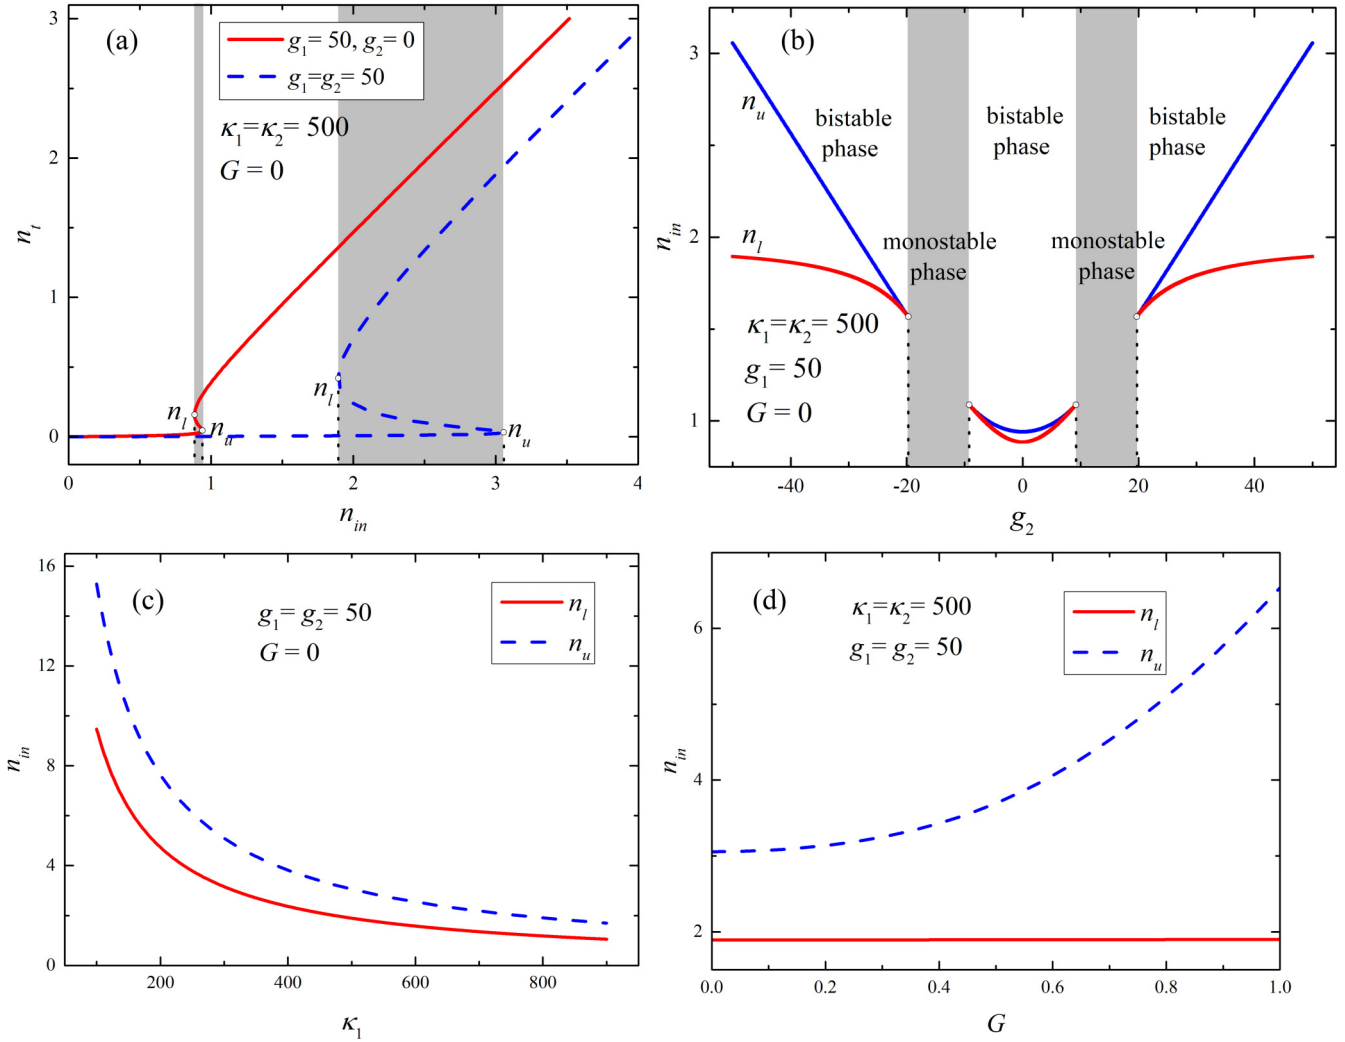 (a)
g₁= 50, g₂= 0
g₁=g₂= 50
κ₁=κ₂= 500
G = 0
nₗ
nᵤ
nₗ
nᵤ
3
2
1
0
nₜ
0
1
2
3
4
n_in
(b)
nᵤ
nₗ
bistable
phase
bistable
phase
bistable
phase
monostable
phase
monostable
phase
κ₁=κ₂= 500
g₁= 50
G = 0
3
2
1
n_in
-40
-20
0
20
40
g₂
(c)
g₁= g₂= 50
G = 0
nₗ
nᵤ
16
12
8
4
0
n_in
200
400
600
800
κ₁
(d)
κ₁=κ₂= 500
g₁= g₂= 50
nₗ
nᵤ
6
4
2
n_in
0.0
0.2
0.4
0.6
0.8
1.0
G